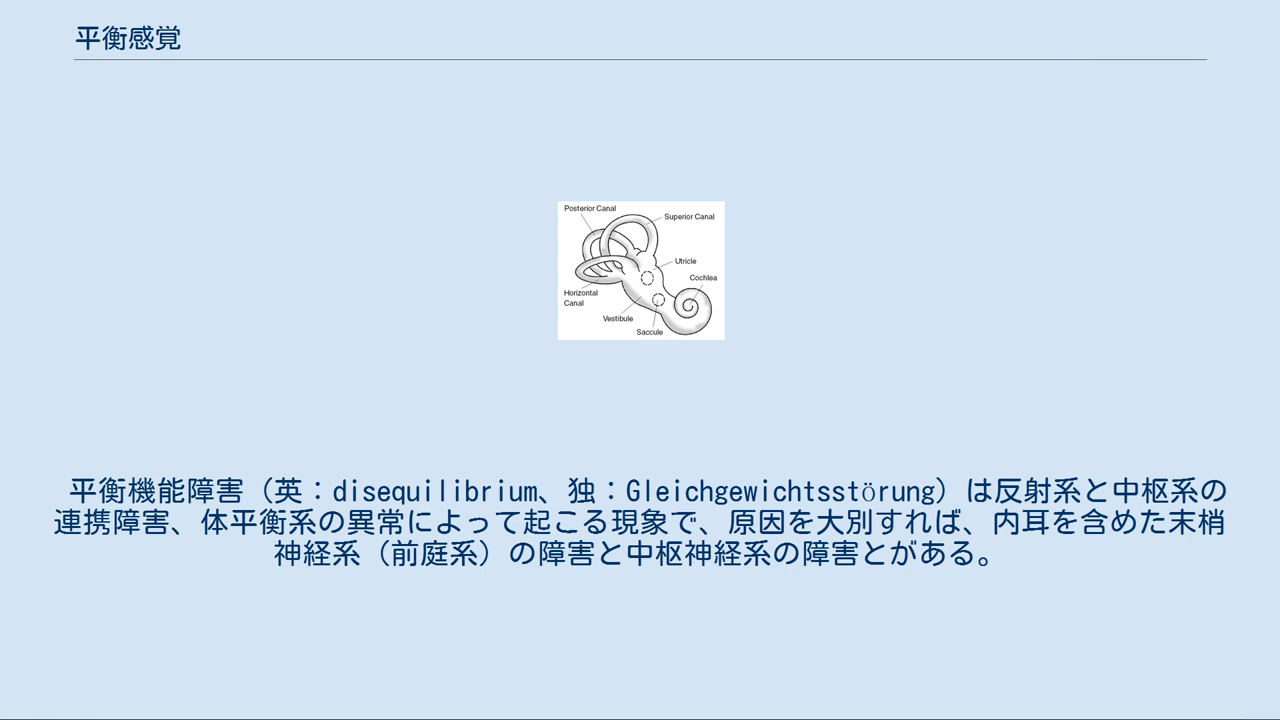 平衡感覚
Posterior Canal
Superior Canal
Utricle
Cochlea
Horizontal
Canal
Vestibule
Saccule
平衡機能障害（英：disequilibrium、独：Gleichgewichtsstörung）は反射系と中枢系の
連携障害、体平衡系の異常によって起こる現象で、原因を大別すれば、内耳を含めた末梢
神経系（前庭系）の障害と中枢神経系の障害とがある。